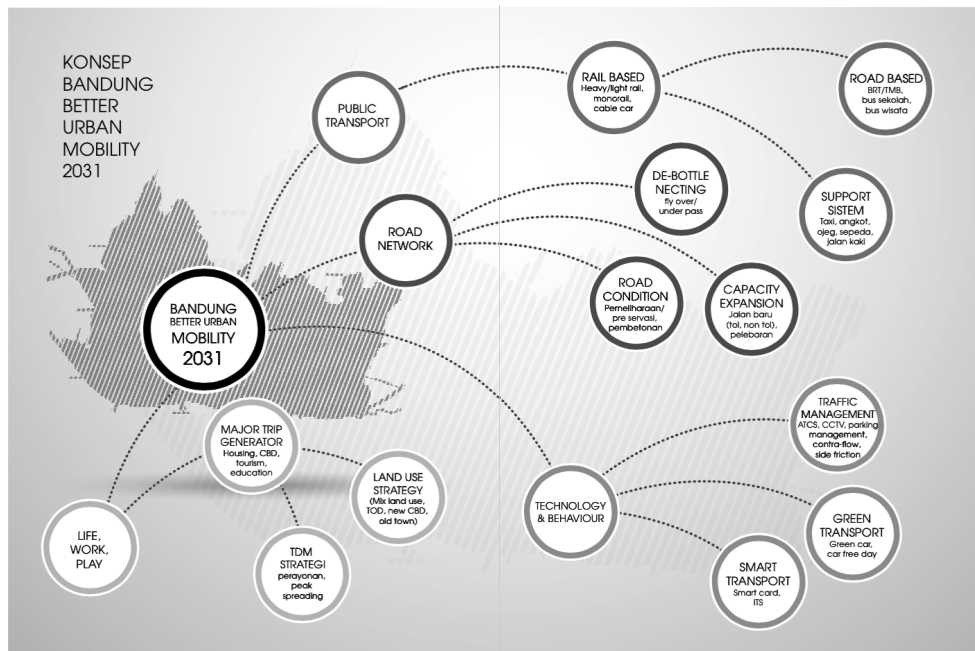 KONSEP
BANDUNG
BETTER
URBAN
MOBILITY
2031
PUBLIC
TRANSPORT
RAIL BASED
Heavy/light rail,
monorail,
cable car
ROAD BASED
BRT/TMB,
bus sekolah,
bus wisata
SUPPORT
SISTEM
Taxi, angkot,
ojeg, sepeda,
jalan kaki
ROAD
NETWORK
DE-BOTTLE
NECTING
fly over/
under pass
ROAD
CONDITION
Pemeliharaan/
pre servasi,
pembetonan
CAPACITY
EXPANSION
Jalan baru
(tol, non tol),
pelebaran
BANDUNG
BETTER URBAN
MOBILITY
2031
MAJOR TRIP
GENERATOR
Housing, CBD,
tourism,
education
LAND USE
STRATEGY
(Mix land use,
TOD, new CBD,
old town)
LIFE,
WORK,
PLAY
TDM
STRATEGI
perayonan,
peak
spreading
TECHNOLOGY
& BEHAVIOUR
TRAFFIC
MANAGEMENT
ATCS, CCTV, parking
management,
contra-flow,
side friction
GREEN
TRANSPORT
Green car,
car free day
SMART
TRANSPORT
Smart card,
ITS